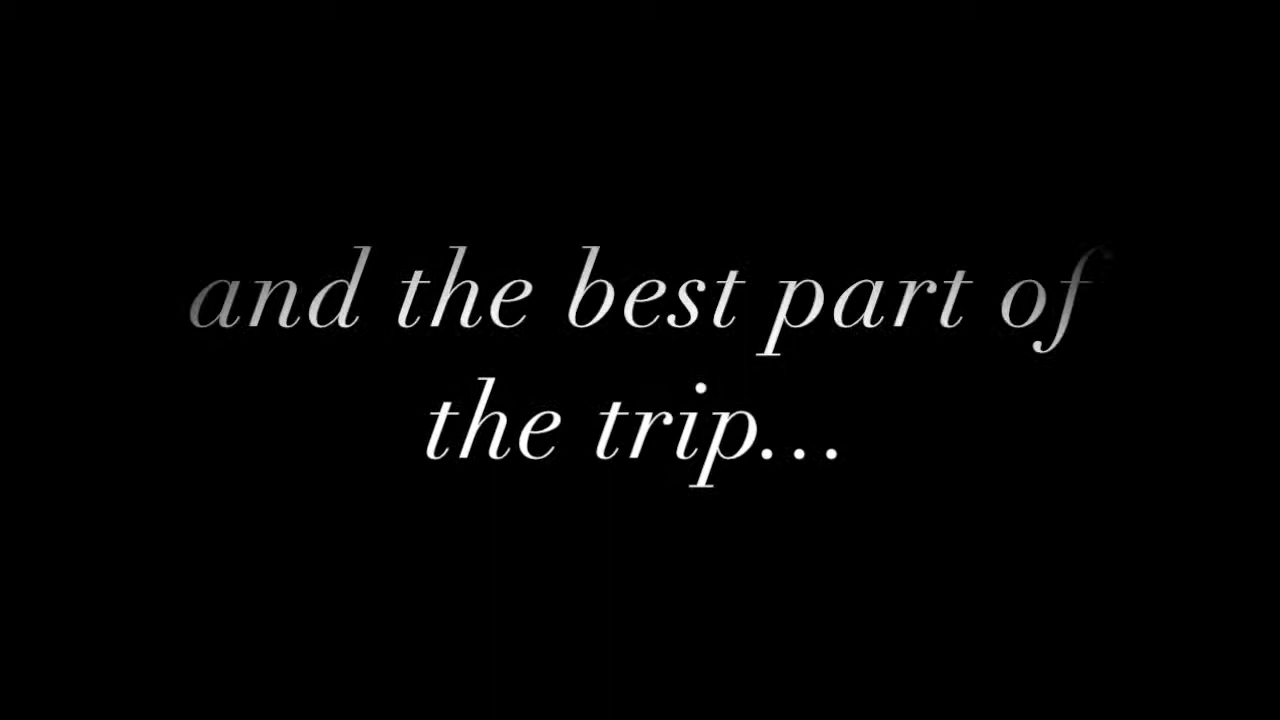 and the best part of
the trip...